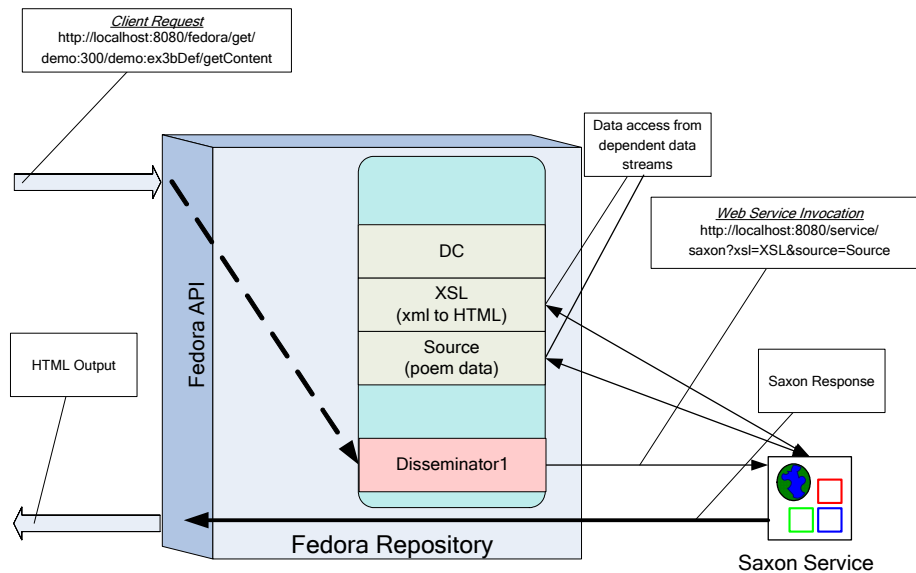 Client Request
http://localhost:8080/fedora/get/
demo:300/demo:ex3bDef/getContent
Data access from
dependent data
streams
Web Service Invocation
http://localhost:8080/service/
saxon?xsl=XSL&source=Source
DC
XSL
(xml to HTML)
Source
(poem data)
Fedora API
HTML Output
Saxon Response
Disseminator1
Fedora Repository
Saxon Service